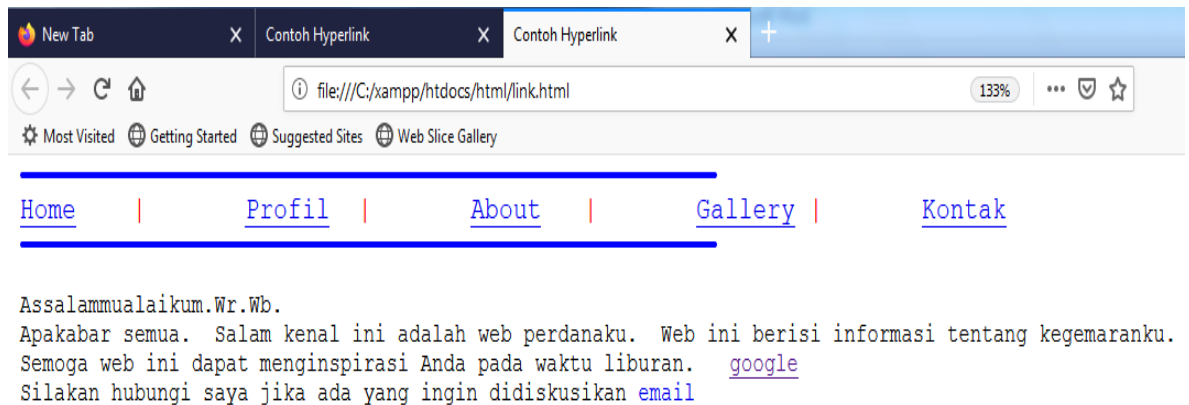 New Tab X Contoh Hyperlink X Contoh Hyperlink X +
file:///C:/xampp/htdocs/html/link.html 133%
Most Visited Getting Started Suggested Sites Web Slice Gallery
Home | Profil | About | Gallery | Kontak
Assalammualaikum.Wr.Wb.
Apakabar semua. Salam kenal ini adalah web perdanaku. Web ini berisi informasi tentang kegemaranku.
Semoga web ini dapat menginspirasi Anda pada waktu liburan. google
Silakan hubungi saya jika ada yang ingin didiskusikan email